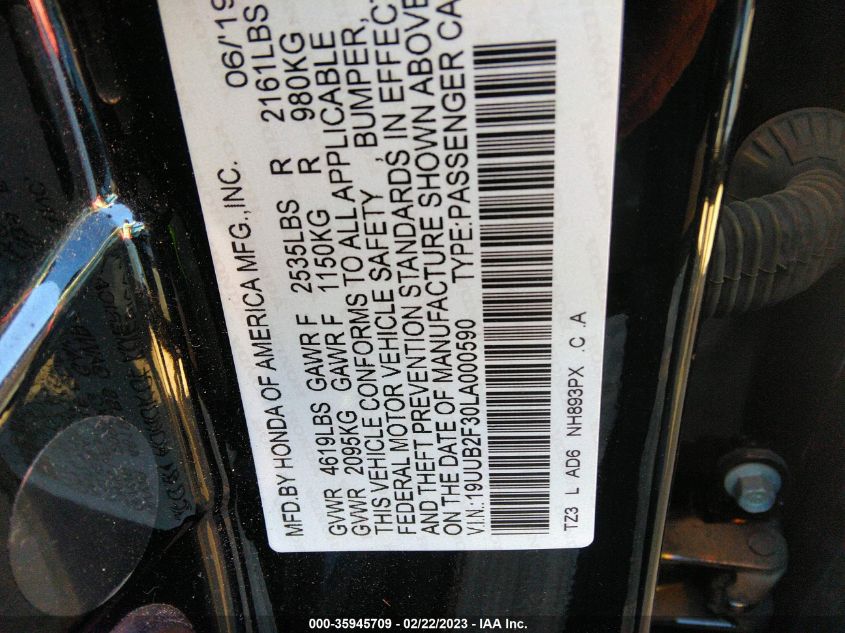 MFD.BY HONDA OF AMERICA MFG.,INC. 06/'19
GVWR 4619LBS GAWR F 2535LBS R 2161LBS
GVWR 2095KG GAWR F 1150KG R 980KG
THIS VEHICLE CONFORMS TO ALL APPLICABLE
FEDERAL MOTOR VEHICLE SAFETY , BUMPER,
AND THEFT PREVENTION STANDARDS IN EFFECT
ON THE DATE OF MANUFACTURE SHOWN ABOVE
V.I.N.:19UUB2F30LA000590 TYPE:PASSENGER CA
TZ3 L AD6 NH893PX .C .A
000-35945709 - 02/22/2023 - IAA Inc.